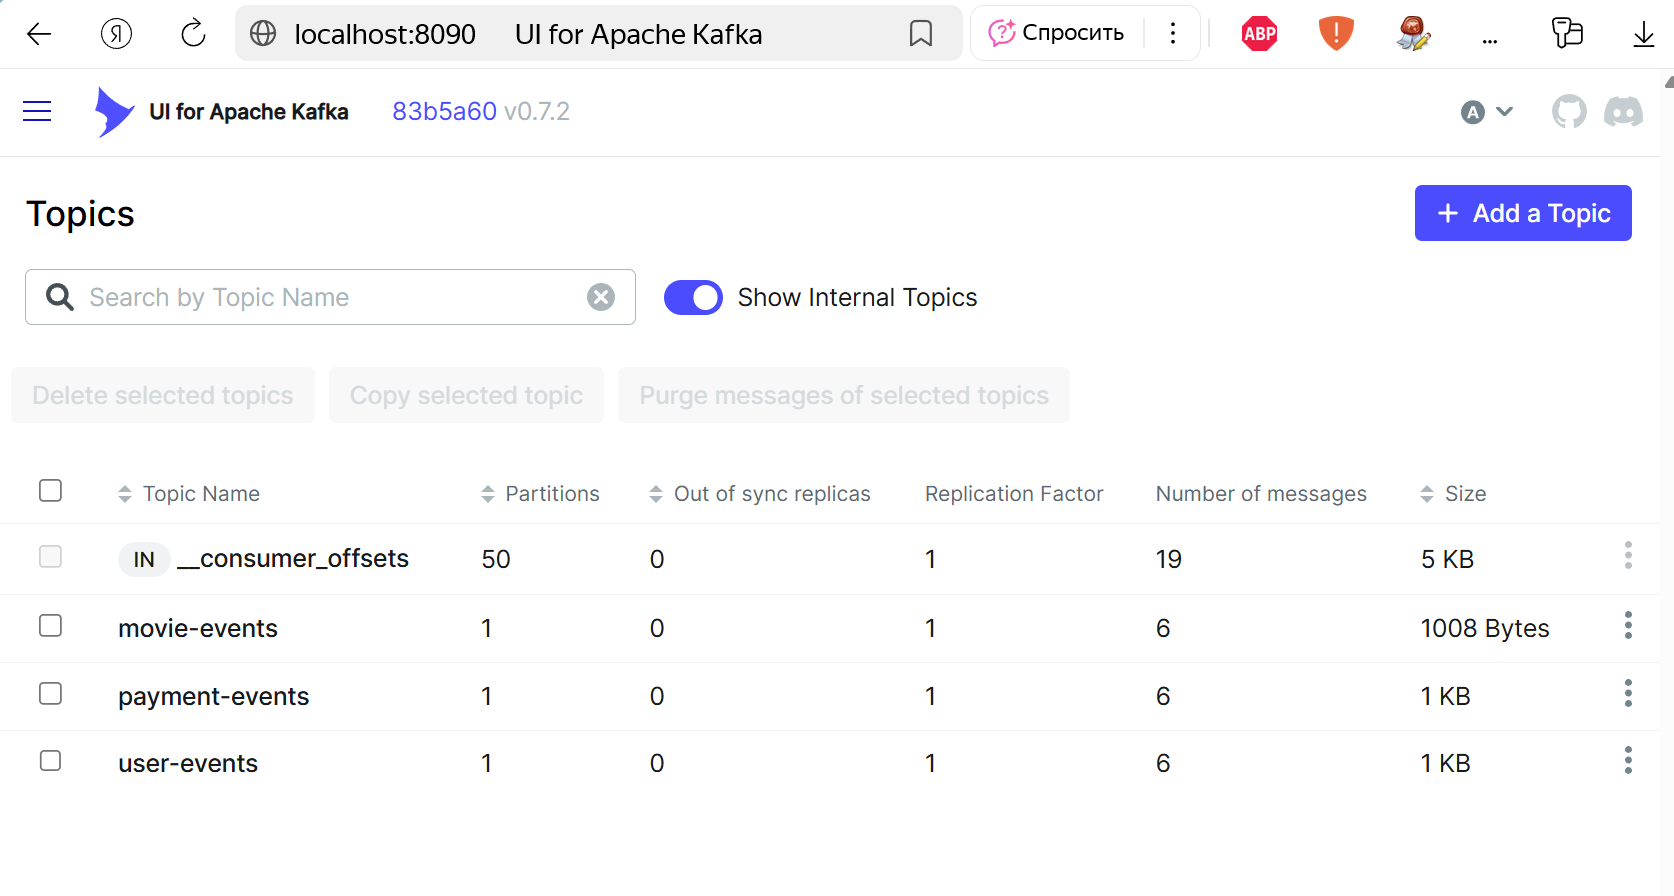 Я localhost:8090 UI for Apache Kafka Спросить ABP ...
UI for Apache Kafka 83b5a60 v0.7.2 A
Topics + Add a Topic
Search by Topic Name Show Internal Topics
Delete selected topics Copy selected topic Purge messages of selected topics
Topic Name Partitions Out of sync replicas Replication Factor Number of messages Size
IN __consumer_offsets 50 0 1 19 5 KB
movie-events 1 0 1 6 1008 Bytes
payment-events 1 0 1 6 1 KB
user-events 1 0 1 6 1 KB